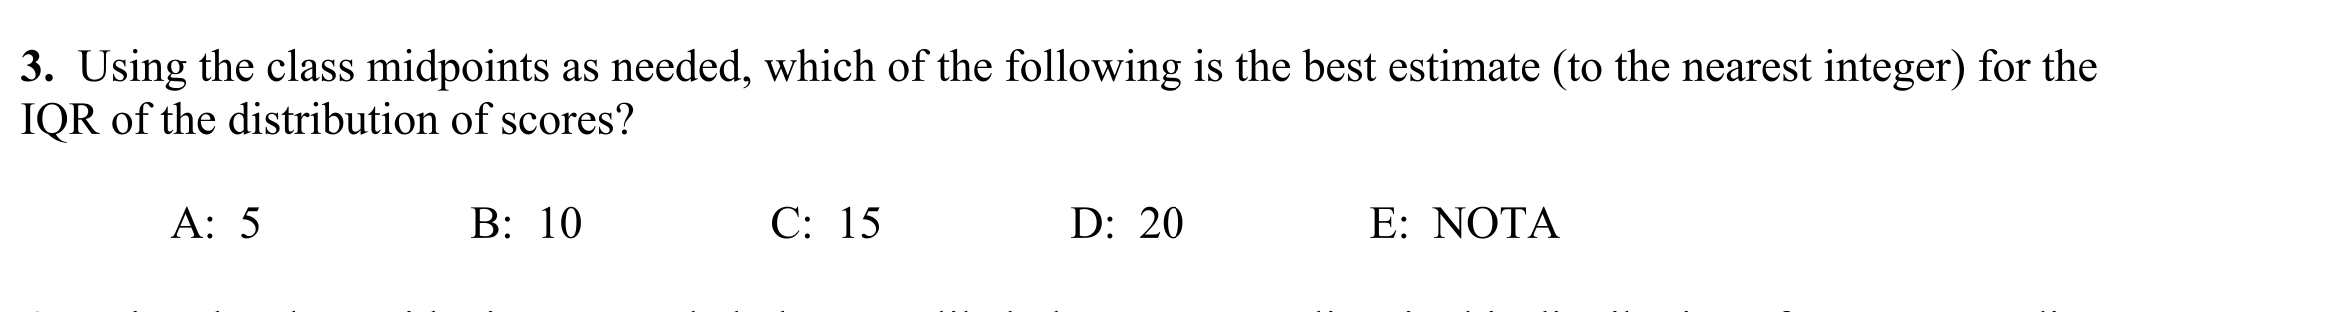 3. Using the class midpoints as needed, which of the following is the best estimate (to the nearest integer) for the
IQR of the distribution of scores?
A: 5 B: 10 C: 15 D: 20 E: NOTA